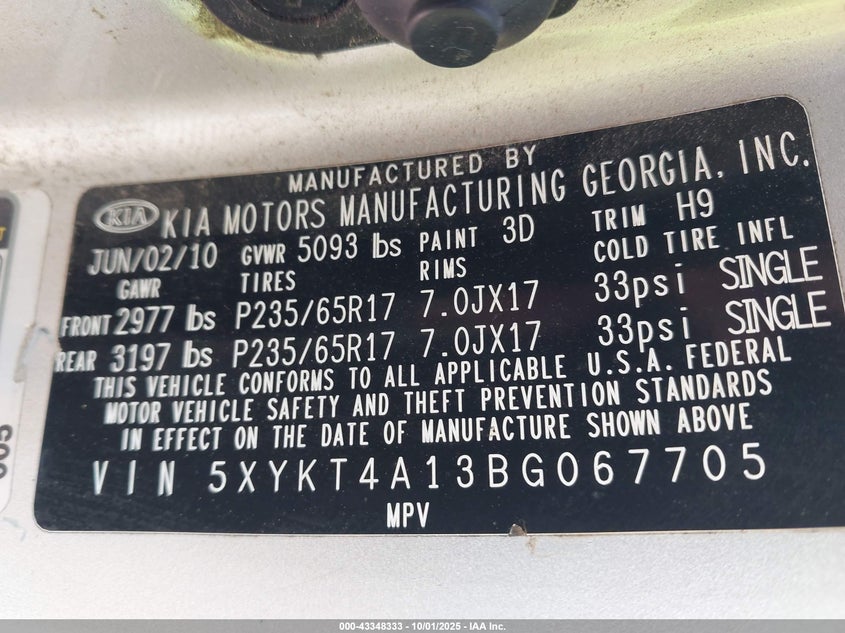 MANUFACTURED BY
KIA KIA MOTORS MANUFACTURING GEORGIA, INC.
JUN/02/10 GVWR 5093 lbs PAINT 3D TRIM H9
GAWR TIRES RIMS COLD TIRE INFL
FRONT 2977 lbs P235/65R17 7.0JX17 33psi SINGLE
REAR 3197 lbs P235/65R17 7.0JX17 33psi SINGLE
THIS VEHICLE CONFORMS TO ALL APPLICABLE U.S.A. FEDERAL
MOTOR VEHICLE SAFETY AND THEFT PREVENTION STANDARDS
IN EFFECT ON THE DATE OF MANUFACTURE SHOWN ABOVE
VIN 5XYKT4A13BG067705
MPV
000-43348333 - 10/01/2025 - IAA Inc.